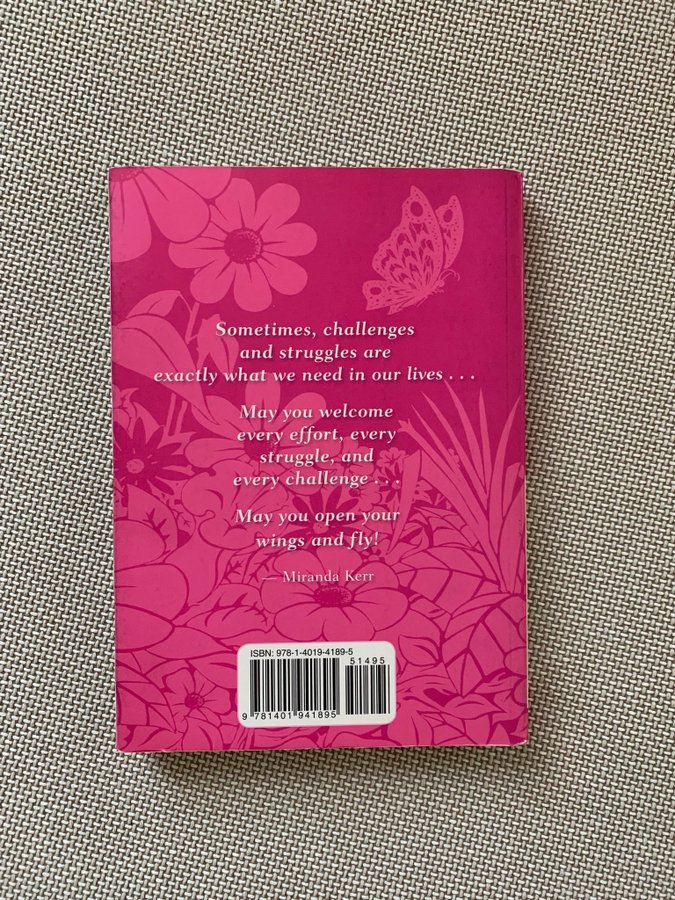 Sometimes, challenges
and struggles are
exactly what we need in our lives . . .
May you welcome
every effort, every
struggle, and
every challenge . . .
May you open your
wings and fly!
— Miranda Kerr
ISBN: 978-1-4019-4189-5
51495
9 781401 941895